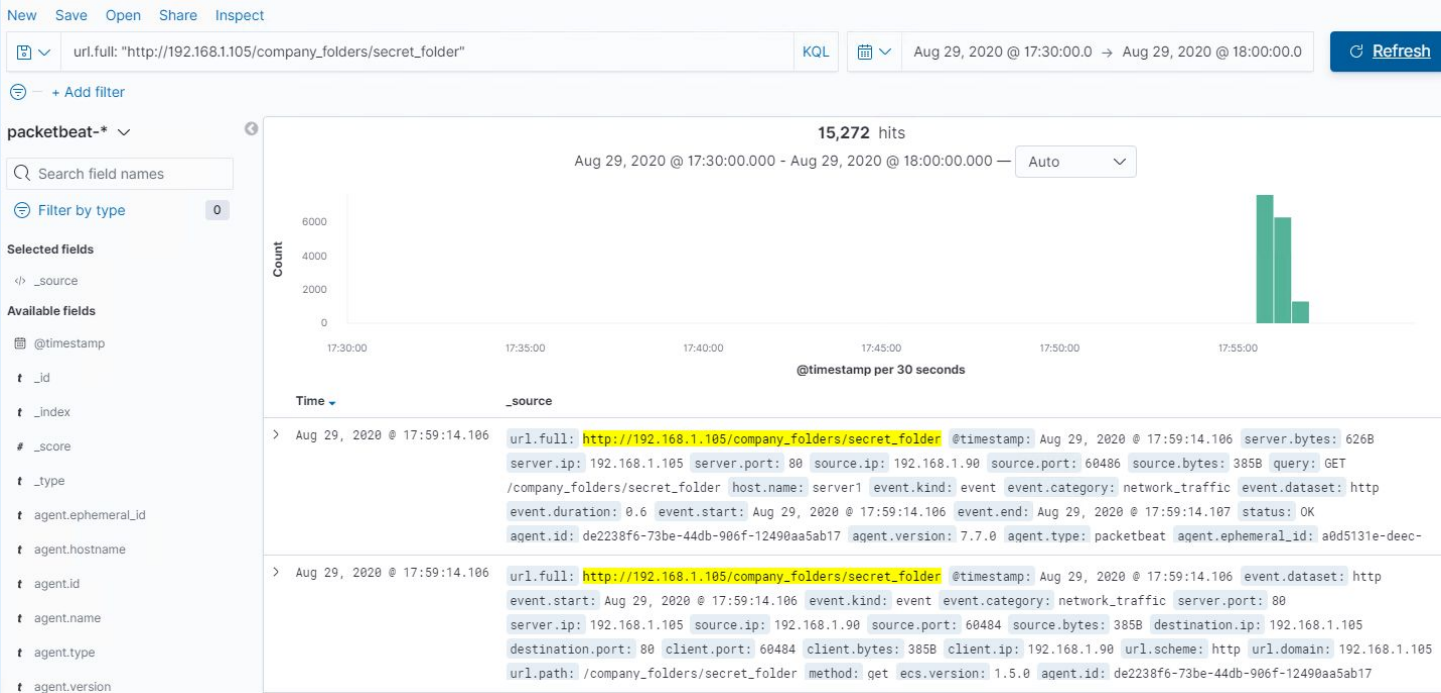 New Save Open Share Inspect
url.full: "http://192.168.1.105/company_folders/secret_folder" KQL Aug 29, 2020 @ 17:30:00.0 → Aug 29, 2020 @ 18:00:00.0 Refresh
+ Add filter
packetbeat-*
Search field names
Filter by type 0
Selected fields
</> _source
Available fields
@timestamp
t _id
t _index
# _score
t _type
t agent.ephemeral_id
t agent.hostname
t agent.id
t agent.name
t agent.type
t agent.version
15,272 hits
Aug 29, 2020 @ 17:30:00.000 - Aug 29, 2020 @ 18:00:00.000 — Auto
Count
6000
4000
2000
0
17:30:00 17:35:00 17:40:00 17:45:00 17:50:00 17:55:00
@timestamp per 30 seconds
Time _source
Aug 29, 2020 @ 17:59:14.106 url.full: http://192.168.1.105/company_folders/secret_folder @timestamp: Aug 29, 2020 @ 17:59:14.106 server.bytes: 626B
server.ip: 192.168.1.105 server.port: 80 source.ip: 192.168.1.90 source.port: 60486 source.bytes: 385B query: GET
/company_folders/secret_folder host.name: server1 event.kind: event event.category: network_traffic event.dataset: http
event.duration: 0.6 event.start: Aug 29, 2020 @ 17:59:14.106 event.end: Aug 29, 2020 @ 17:59:14.107 status: OK
agent.id: de2238f6-73be-44db-906f-12490aa5ab17 agent.version: 7.7.0 agent.type: packetbeat agent.ephemeral_id: a0d5131e-deec-
Aug 29, 2020 @ 17:59:14.106 url.full: http://192.168.1.105/company_folders/secret_folder @timestamp: Aug 29, 2020 @ 17:59:14.106 event.dataset: http
event.start: Aug 29, 2020 @ 17:59:14.106 event.kind: event event.category: network_traffic server.port: 80
server.ip: 192.168.1.105 source.ip: 192.168.1.90 source.port: 60484 source.bytes: 385B destination.ip: 192.168.1.105
destination.port: 80 client.port: 60484 client.bytes: 385B client.ip: 192.168.1.90 url.scheme: http url.domain: 192.168.1.105
url.path: /company_folders/secret_folder method: get ecs.version: 1.5.0 agent.id: de2238f6-73be-44db-906f-12490aa5ab17